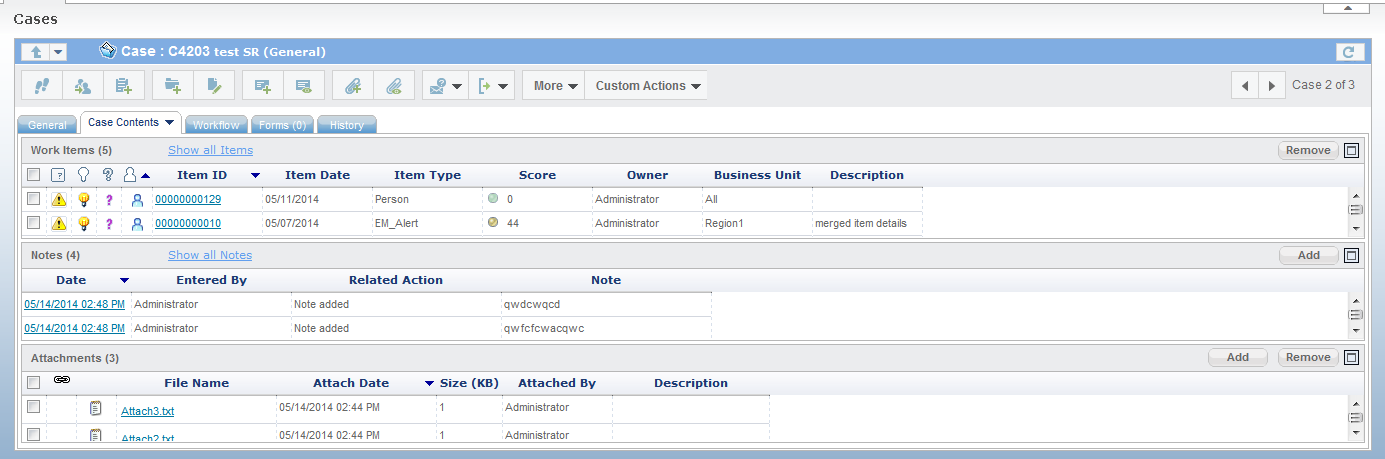 Cases
Case : C4203 test SR (General)
More Custom Actions Case 2 of 3
General Case Contents Workflow Forms (0) History
Work Items (5) Show all Items Remove
Item ID Item Date Item Type Score Owner Business Unit Description
00000000129 05/11/2014 Person 0 Administrator All
00000000010 05/07/2014 EM_Alert 44 Administrator Region1 merged item details
Notes (4) Show all Notes Add
Date Entered By Related Action Note
05/14/2014 02:48 PM Administrator Note added qwdcwqcd
05/14/2014 02:48 PM Administrator Note added qwfcfcwacqwc
Attachments (3) Add Remove
File Name Attach Date Size (KB) Attached By Description
Attach3.txt 05/14/2014 02:44 PM 1 Administrator
Attach2.txt 05/14/2014 02:44 PM 1 Administrator